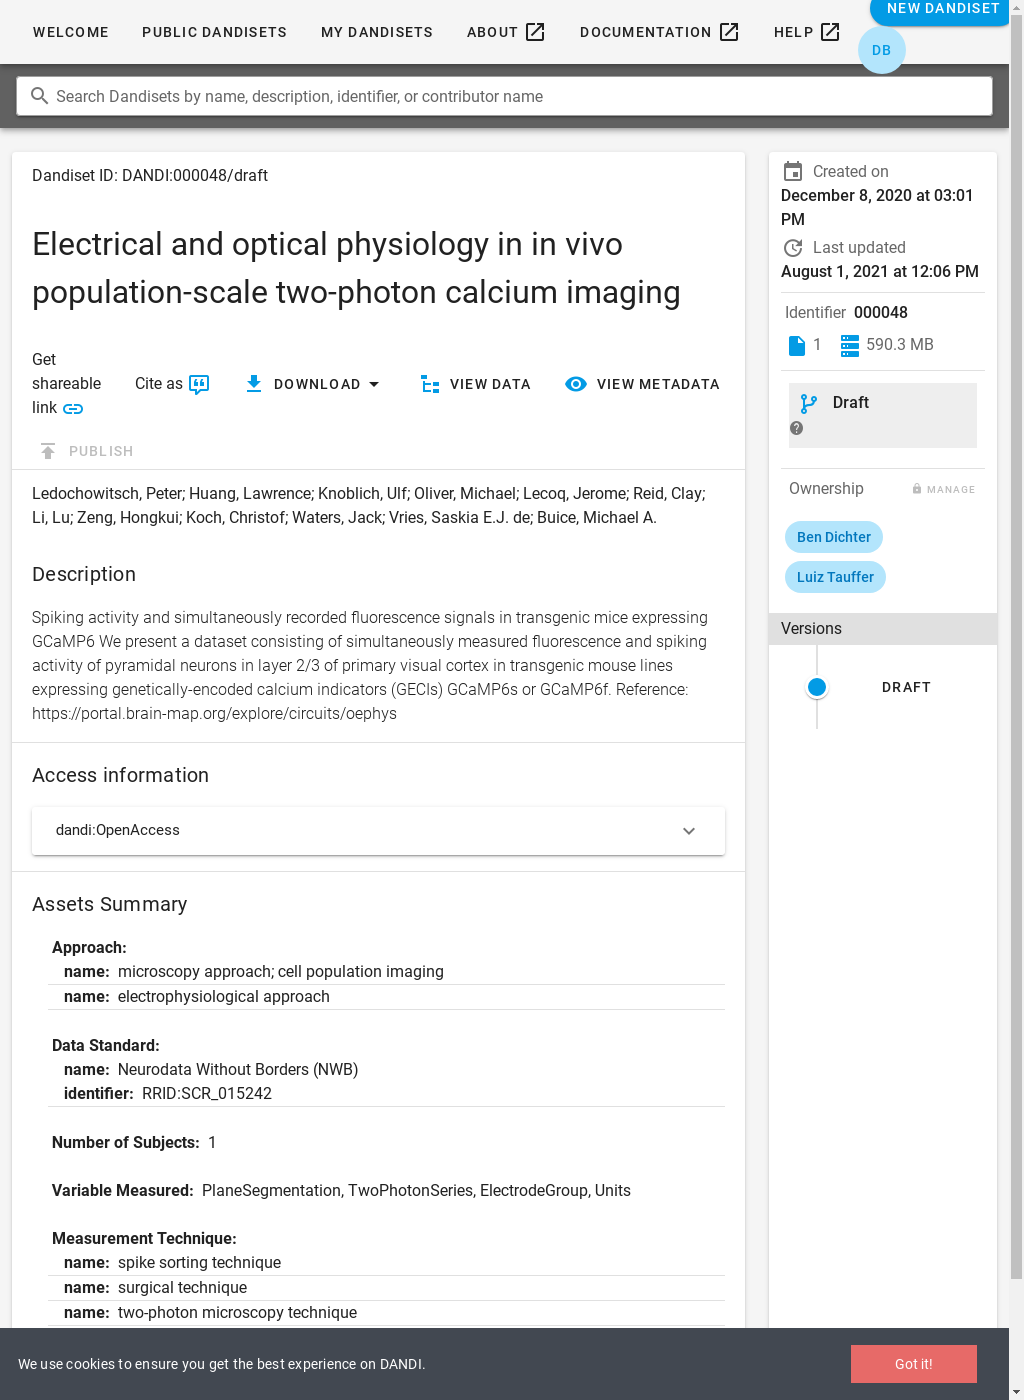 WELCOME
PUBLIC DANDISETS
MY DANDISETS
ABOUT
DOCUMENTATION
HELP
NEW DANDISET
DB
Search Dandisets by name, description, identifier, or contributor name
Dandiset ID: DANDI:000048/draft
Electrical and optical physiology in in vivo
population-scale two-photon calcium imaging
Get
shareable
link
Cite as
DOWNLOAD
VIEW DATA
VIEW METADATA
PUBLISH
Ledochowitsch, Peter; Huang, Lawrence; Knoblich, Ulf; Oliver, Michael; Lecoq, Jerome; Reid, Clay;
Li, Lu; Zeng, Hongkui; Koch, Christof; Waters, Jack; Vries, Saskia E.J. de; Buice, Michael A.
Description
Spiking activity and simultaneously recorded fluorescence signals in transgenic mice expressing
GCaMP6 We present a dataset consisting of simultaneously measured fluorescence and spiking
activity of pyramidal neurons in layer 2/3 of primary visual cortex in transgenic mouse lines
expressing genetically-encoded calcium indicators (GECIs) GCaMP6s or GCaMP6f. Reference:
https://portal.brain-map.org/explore/circuits/oephys
Access information
dandi:OpenAccess
Assets Summary
Approach:
name: microscopy approach; cell population imaging
name: electrophysiological approach
Data Standard:
name: Neurodata Without Borders (NWB)
identifier: RRID:SCR_015242
Number of Subjects: 1
Variable Measured: PlaneSegmentation, TwoPhotonSeries, ElectrodeGroup, Units
Measurement Technique:
name: spike sorting technique
name: surgical technique
name: two-photon microscopy technique
Created on
December 8, 2020 at 03:01
PM
Last updated
August 1, 2021 at 12:06 PM
Identifier 000048
1
590.3 MB
Draft
Ownership
MANAGE
Ben Dichter
Luiz Tauffer
Versions
DRAFT
We use cookies to ensure you get the best experience on DANDI.
Got it!